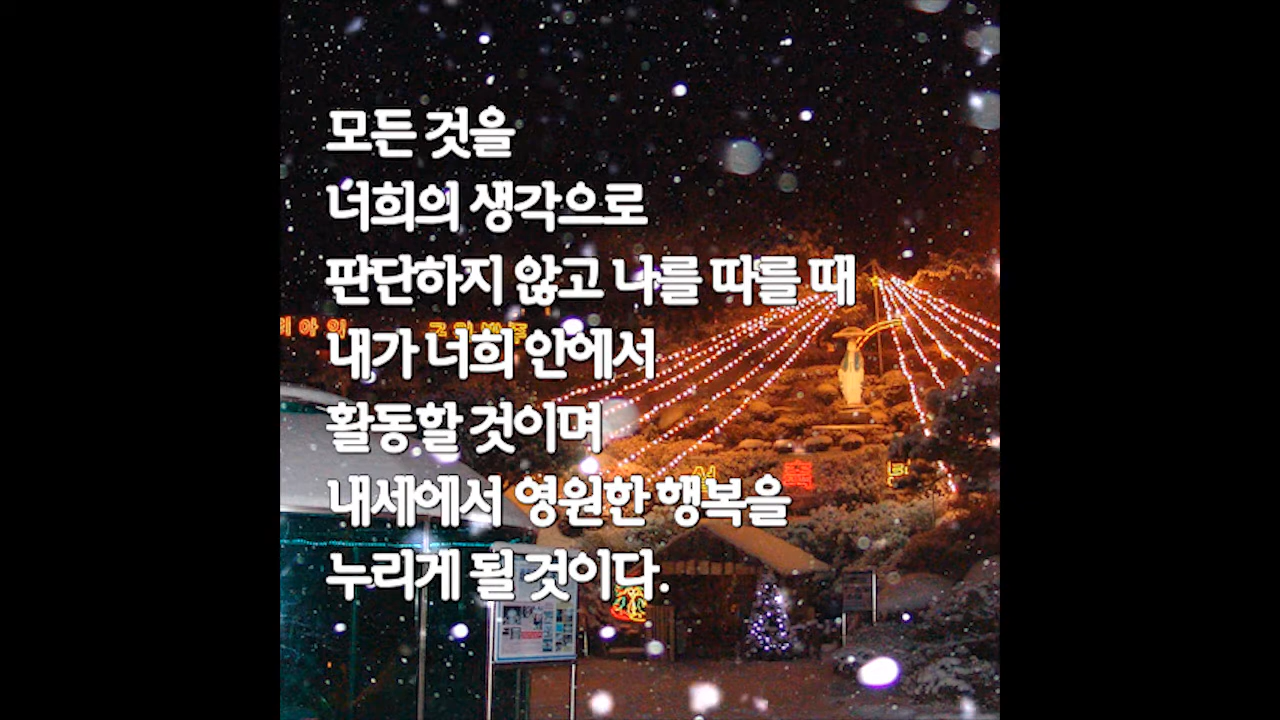 모든 것을
너희의 생각으로
판단하지 않고 나를 따를 때
내가 너희 안에서
활동할 것이며
내세에서 영원한 행복을
누리게 될 것이다.
성 축